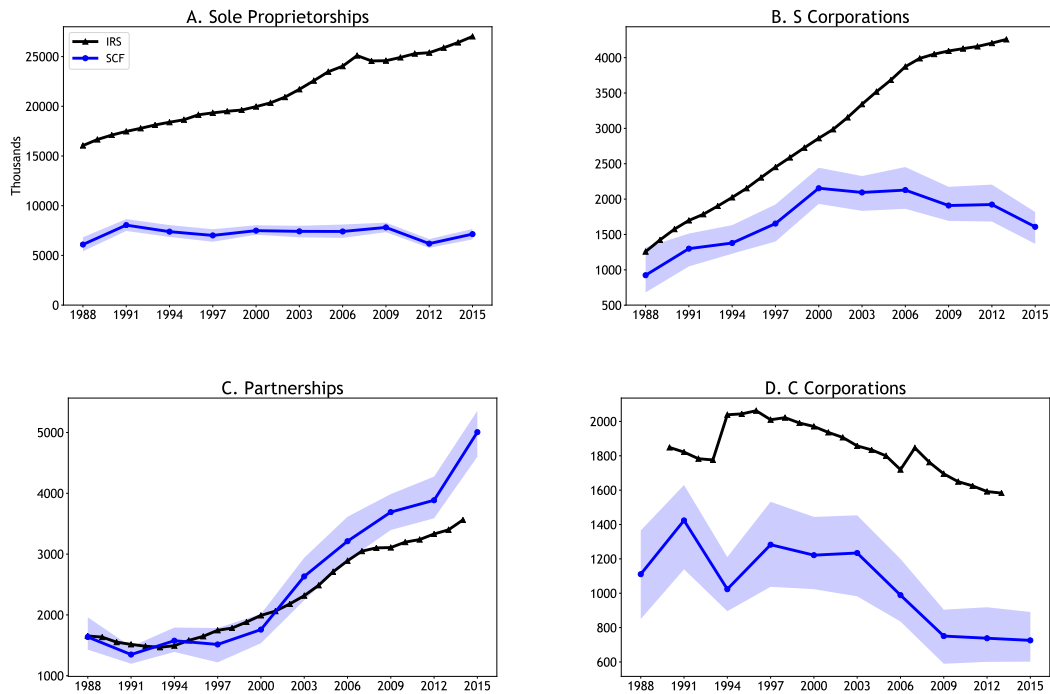 A. Sole Proprietorships
IRS
SCF
Thousands
25000
20000
15000
10000
5000
0
1988 1991 1994 1997 2000 2003 2006 2009 2012 2015
B. S Corporations
4000
3500
3000
2500
2000
1500
1000
500
1988 1991 1994 1997 2000 2003 2006 2009 2012 2015
C. Partnerships
5000
4000
3000
2000
1000
1988 1991 1994 1997 2000 2003 2006 2009 2012 2015
D. C Corporations
2000
1800
1600
1400
1200
1000
800
600
1988 1991 1994 1997 2000 2003 2006 2009 2012 2015